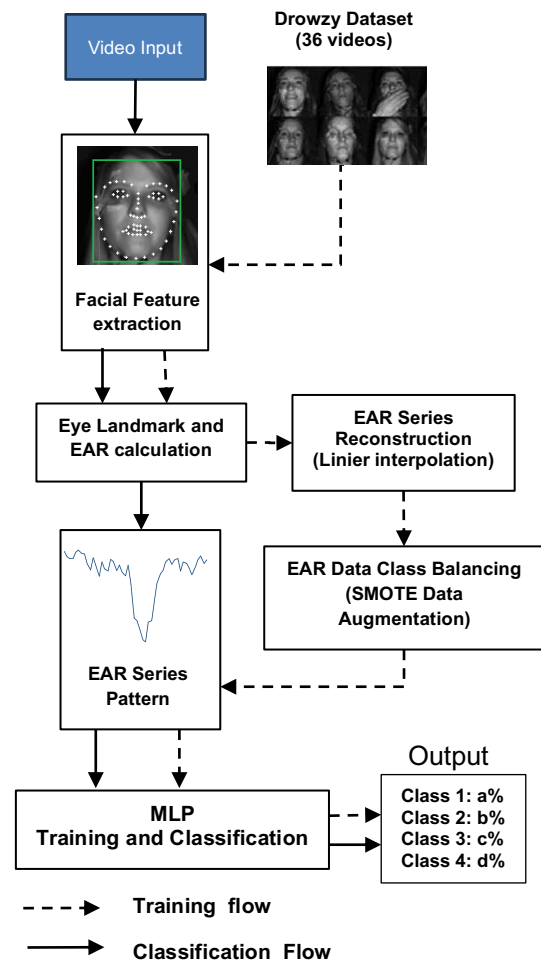 Video Input
Drowzy Dataset
(36 videos)
Facial Feature
extraction
Eye Landmark and
EAR calculation
EAR Series
Reconstruction
(Linier interpolation)
EAR Data Class Balancing
(SMOTE Data
Augmentation)
EAR Series
Pattern
MLP
Training and Classification
Output
Class 1: a%
Class 2: b%
Class 3: c%
Class 4: d%
Training flow
Classification Flow